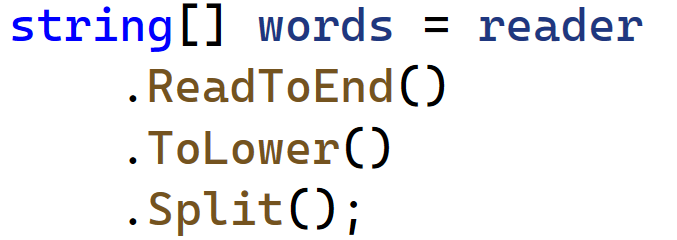 string[] words = reader
    .ReadToEnd()
    .ToLower()
    .Split();